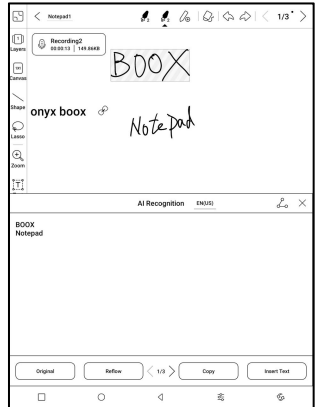 Notepad1
1/3
Recording2
00:00:13 | 149.86KB
Layers
Canvas
Shape
Lasso
Zoom
BOOX
onyx boox
Notepad
AI Recognition EN(US)
BOOX
Notepad
Original Reflow 1/3 Copy Insert Text